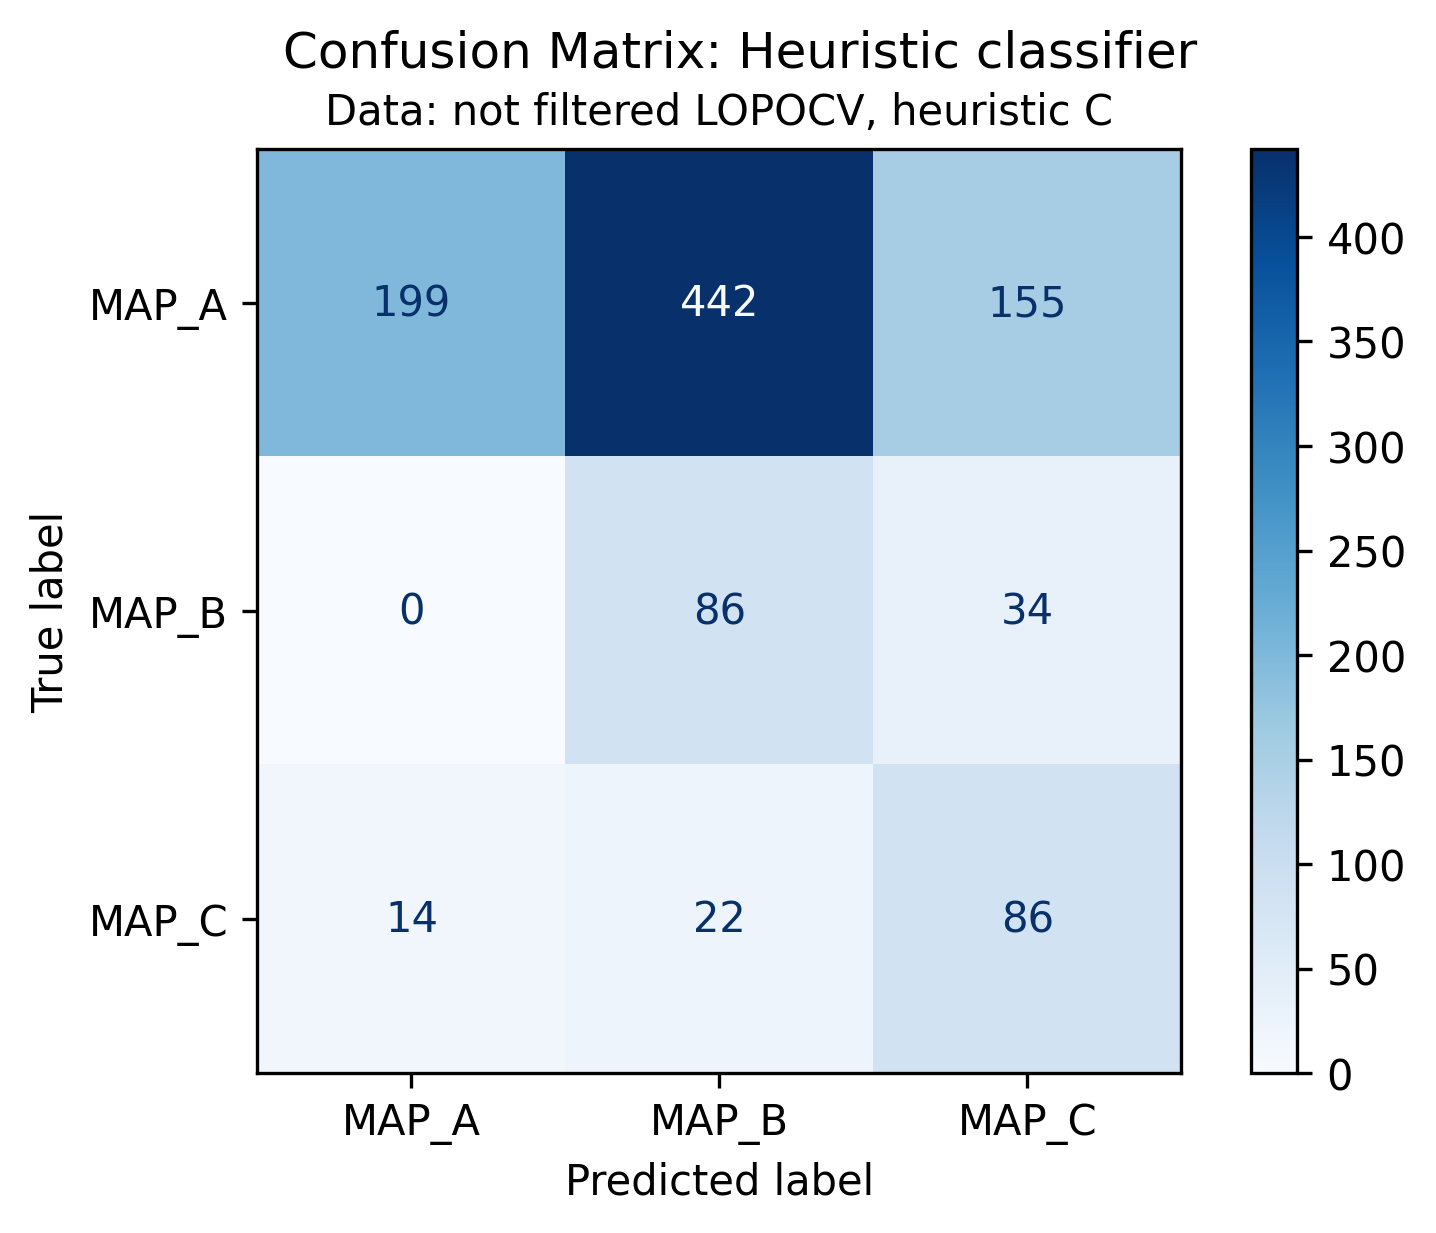 Confusion Matrix: Heuristic classifier
Data: not filtered LOPOCV, heuristic C
MAP_A 199 442 155
MAP_B 0 86 34
MAP_C 14 22 86
True label
MAP_A MAP_B MAP_C
Predicted label
400
350
300
250
200
150
100
50
0